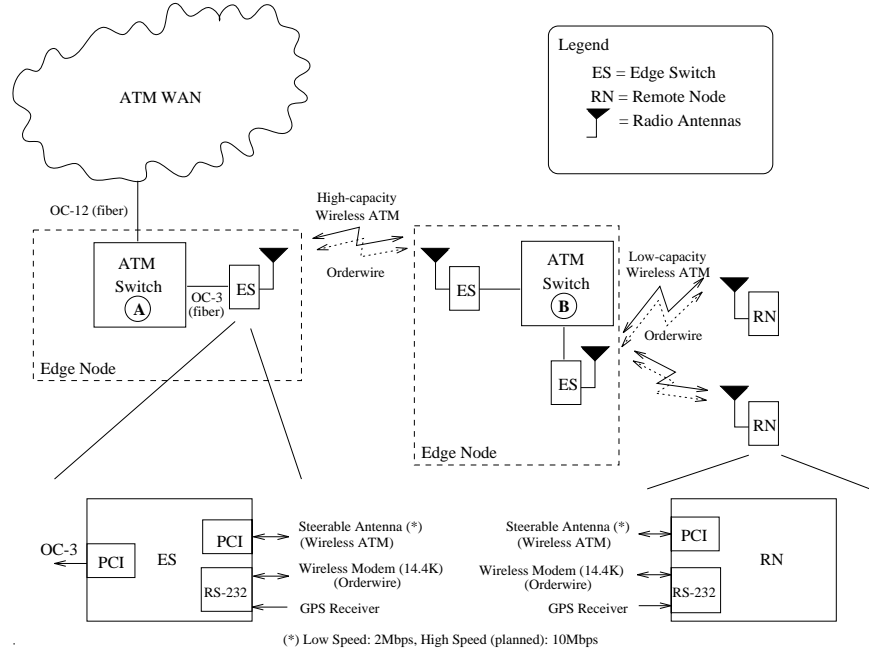 Legend
ES = Edge Switch
RN = Remote Node
= Radio Antennas
ATM WAN
OC-12 (fiber)
High-capacity
Wireless ATM
Orderwire
ATM
Switch
A
OC-3
(fiber)
ES
Edge Node
ES
ATM
Switch
B
ES
Edge Node
Low-capacity
Wireless ATM
Orderwire
RN
RN
OC-3
PCI
ES
PCI
RS-232
Steerable Antenna (*)
(Wireless ATM)
Wireless Modem (14.4K)
(Orderwire)
GPS Receiver
Steerable Antenna (*)
(Wireless ATM)
Wireless Modem (14.4K)
(Orderwire)
GPS Receiver
PCI
RS-232
RN
(*) Low Speed: 2Mbps, High Speed (planned): 10Mbps